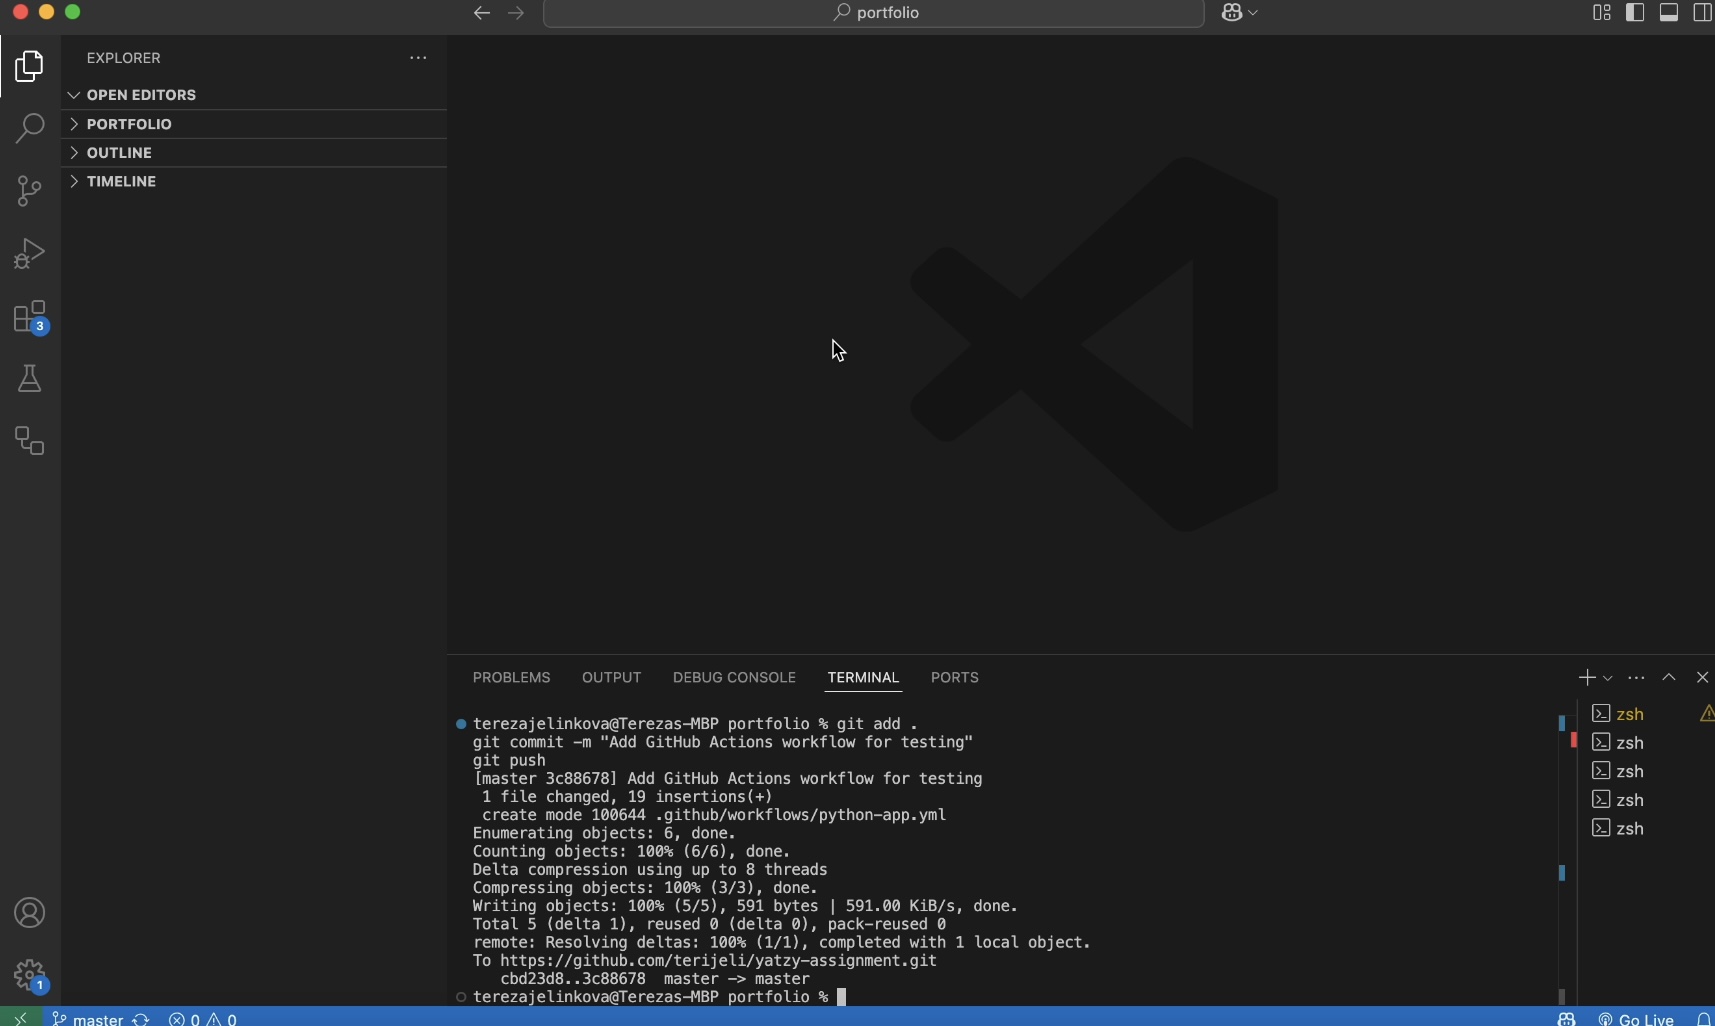 portfolio
EXPLORER
OPEN EDITORS
PORTFOLIO
OUTLINE
TIMELINE
3
1
PROBLEMS OUTPUT DEBUG CONSOLE TERMINAL PORTS
terezajelinkova@Terezas-MBP portfolio % git add .
git commit -m "Add GitHub Actions workflow for testing"
git push
[master 3c88678] Add GitHub Actions workflow for testing
1 file changed, 19 insertions(+)
create mode 100644 .github/workflows/python-app.yml
Enumerating objects: 6, done.
Counting objects: 100% (6/6), done.
Delta compression using up to 8 threads
Compressing objects: 100% (3/3), done.
Writing objects: 100% (5/5), 591 bytes | 591.00 KiB/s, done.
Total 5 (delta 1), reused 0 (delta 0), pack-reused 0
remote: Resolving deltas: 100% (1/1), completed with 1 local object.
To https://github.com/terijeli/yatzy-assignment.git
cbd23d8..3c88678 master -> master
terezajelinkova@Terezas-MBP portfolio %
zsh
zsh
zsh
zsh
zsh
master 0 0 Go Live